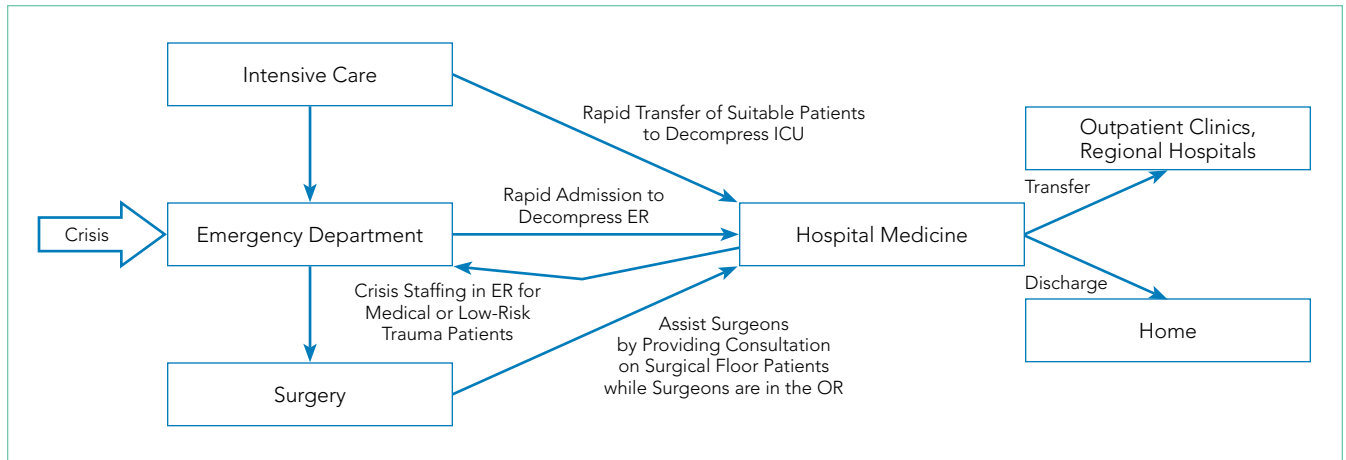 Intensive Care
Rapid Transfer of Suitable Patients
to Decompress ICU
Outpatient Clinics,
Regional Hospitals
Transfer
Rapid Admission to
Decompress ER
Crisis
Emergency Department
Hospital Medicine
Discharge
Crisis Staffing in ER for
Medical or Low-Risk
Trauma Patients
Assist Surgeons
by Providing Consultation
on Surgical Floor Patients
while Surgeons are in the OR
Home
Surgery